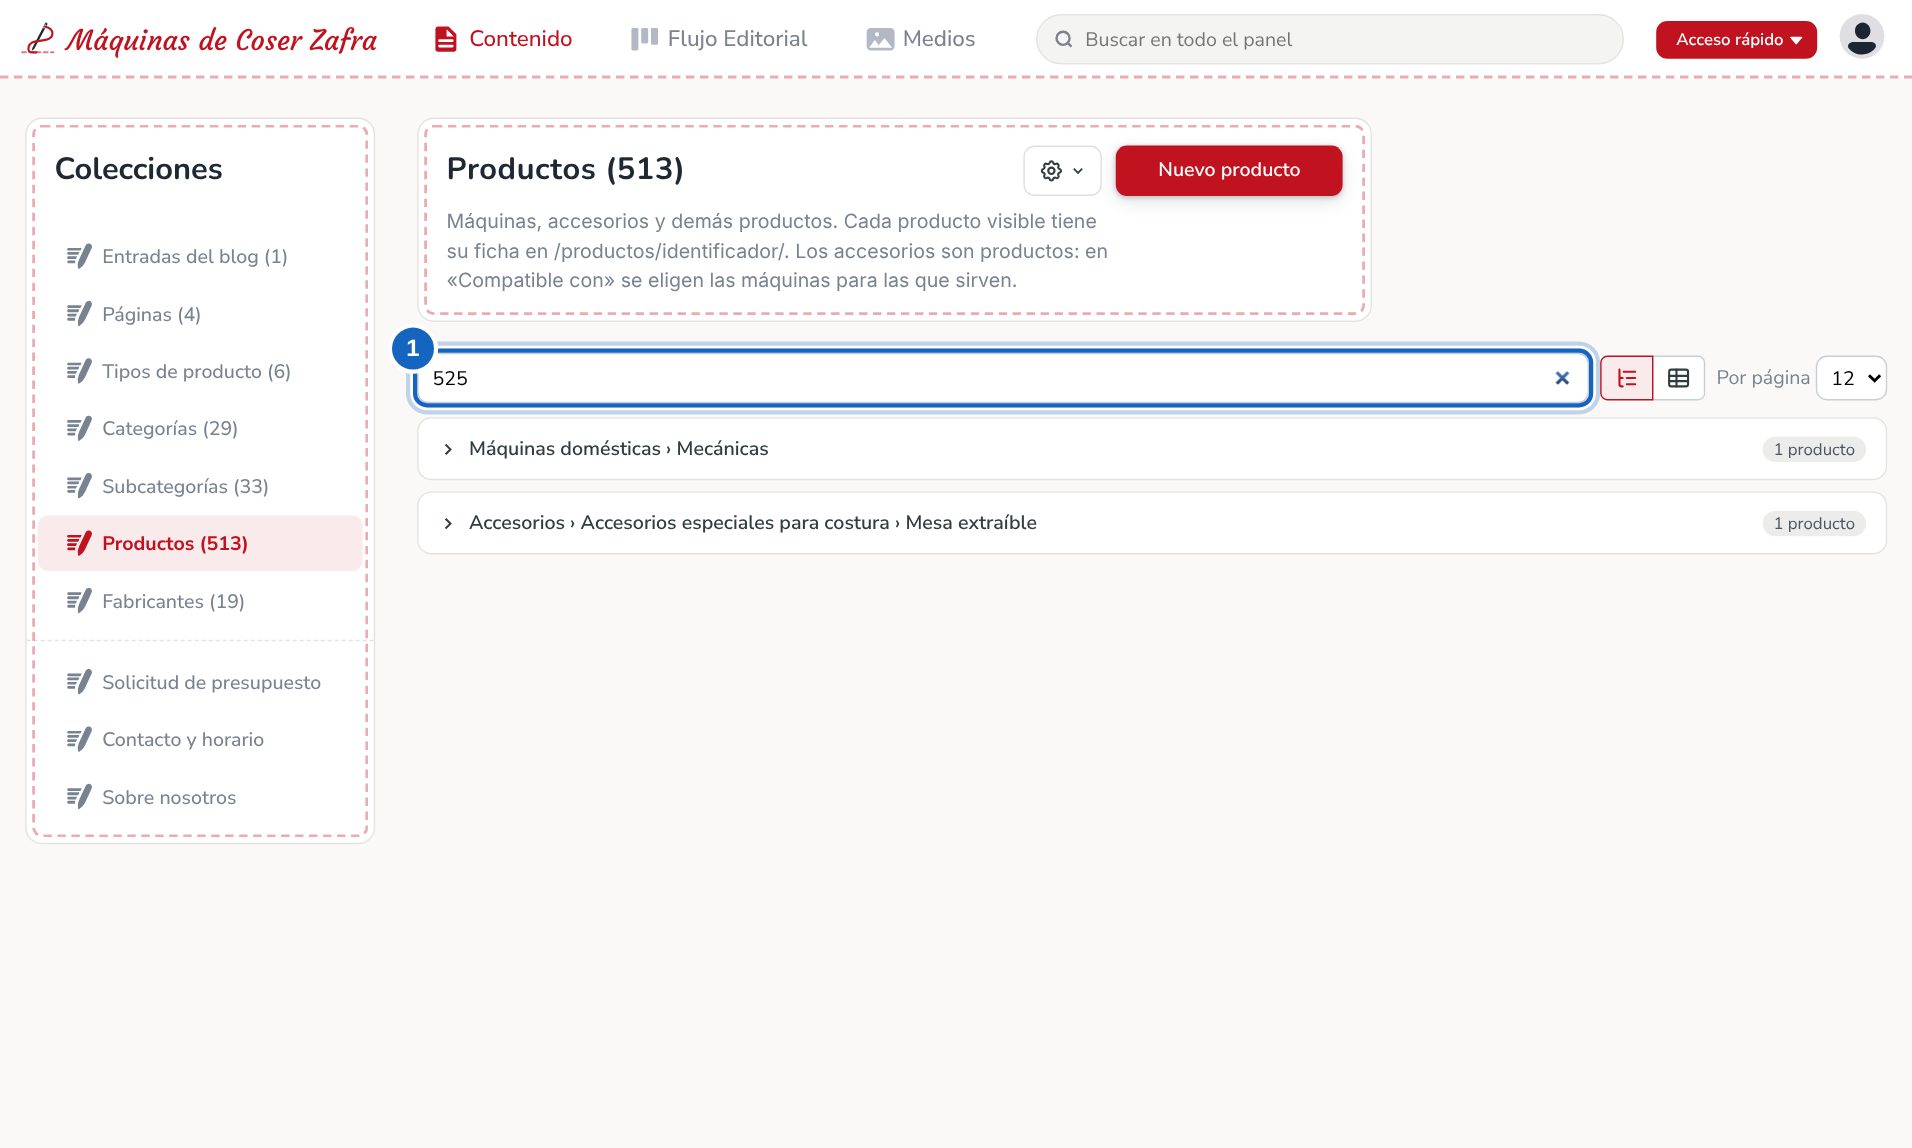 Máquinas de Coser Zafra
Contenido
Flujo Editorial
Medios
Buscar en todo el panel
Acceso rápido
Colecciones
Entradas del blog (1)
Páginas (4)
Tipos de producto (6)
Categorías (29)
Subcategorías (33)
Productos (513)
Fabricantes (19)
Solicitud de presupuesto
Contacto y horario
Sobre nosotros
Productos (513)
Nuevo producto
Máquinas, accesorios y demás productos. Cada producto visible tiene
su ficha en /productos/identificador/. Los accesorios son productos: en
«Compatible con» se eligen las máquinas para las que sirven.
1
525
Por página
12
Máquinas domésticas › Mecánicas
1 producto
Accesorios › Accesorios especiales para costura › Mesa extraíble
1 producto